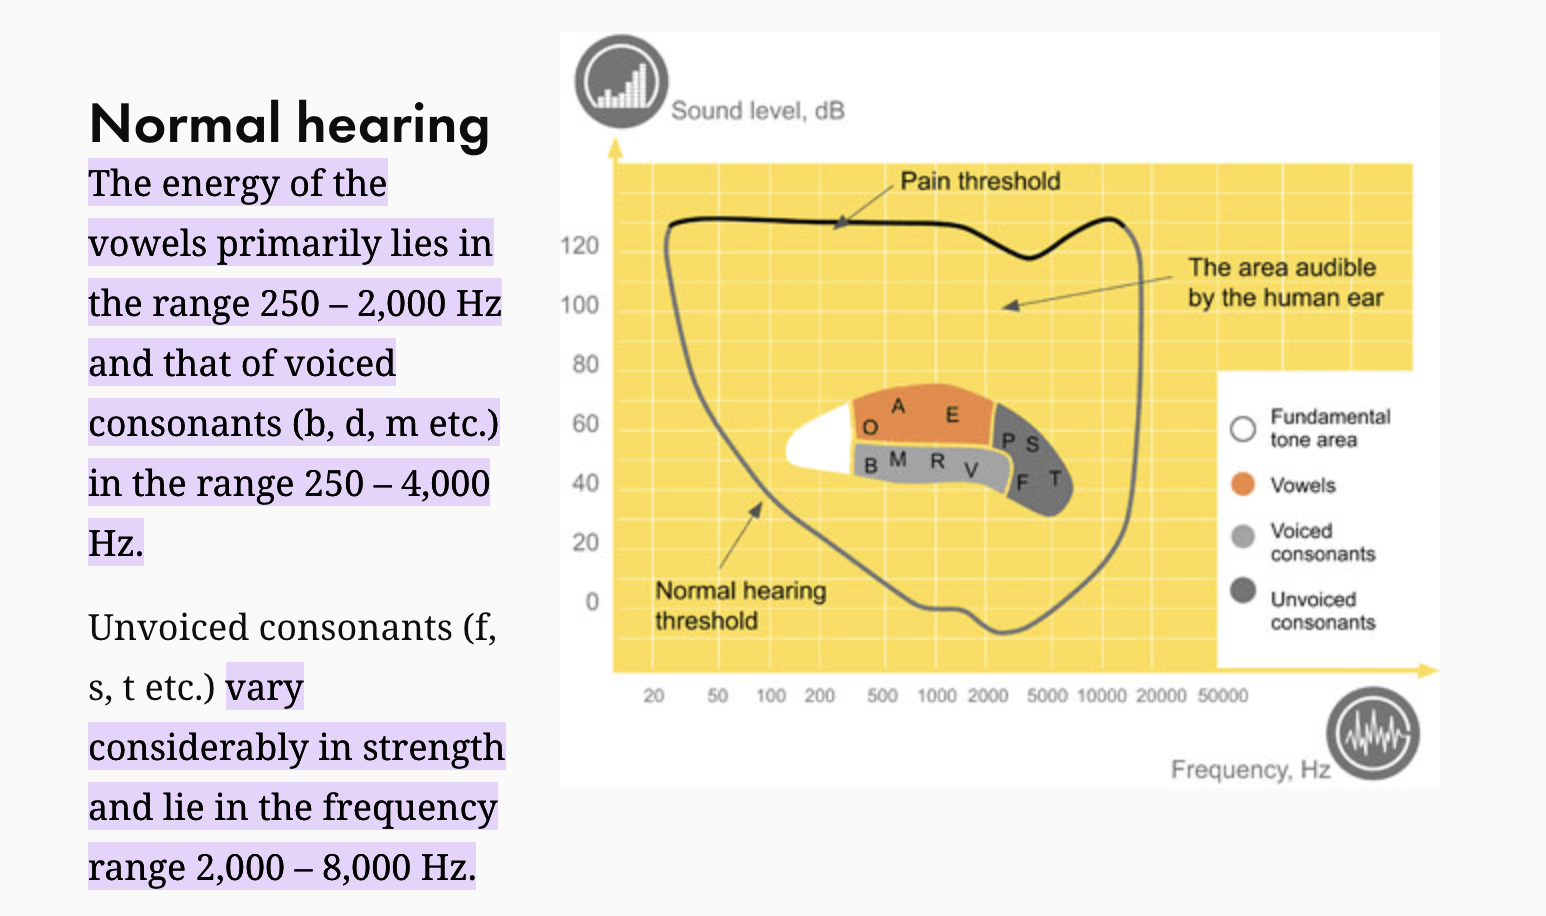 Normal hearing
The energy of the
vowels primarily lies in
the range 250 – 2,000 Hz
and that of voiced
consonants (b, d, m etc.)
in the range 250 – 4,000
Hz.
Unvoiced consonants (f,
s, t etc.) vary
considerably in strength
and lie in the frequency
range 2,000 – 8,000 Hz.
Sound level, dB
Pain threshold
120
The area audible
by the human ear
100
80
60
40
20
0
A
E
O
P S
B M R V
F T
Normal hearing
threshold
Fundamental
tone area
Vowels
Voiced
consonants
Unvoiced
consonants
20 50 100 200 500 1000 2000 5000 10000 20000 50000
Frequency, Hz